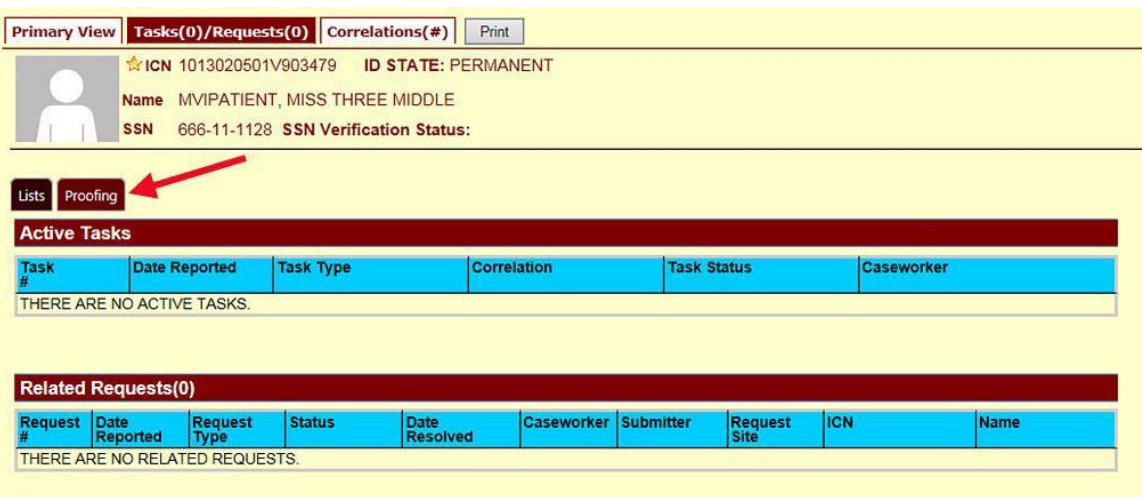 Primary View Tasks(0)/Requests(0) Correlations(#) Print
ICN 1013020501V903479 ID STATE: PERMANENT
Name MVIPATIENT, MISS THREE MIDDLE
SSN 666-11-1128 SSN Verification Status:
Lists Proofing
Active Tasks
Task # Date Reported Task Type Correlation Task Status Caseworker
THERE ARE NO ACTIVE TASKS.
Related Requests(0)
Request # Date Reported Request Type Status Date Resolved Caseworker Submitter Request Site ICN Name
THERE ARE NO RELATED REQUESTS.